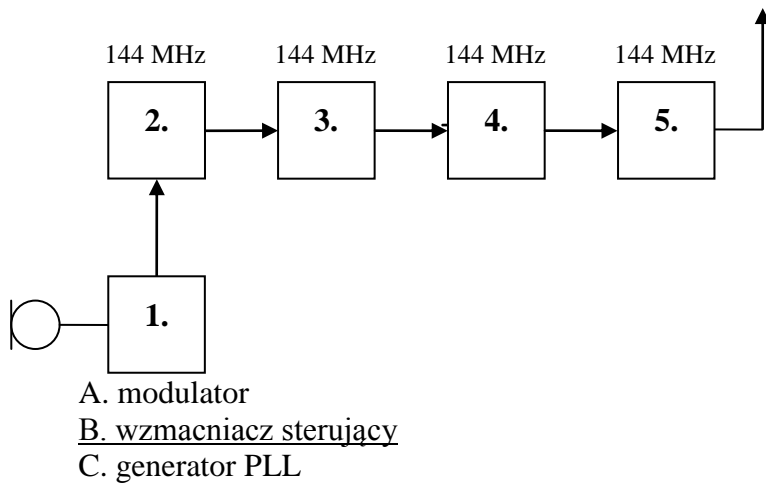 144 MHz 144 MHz 144 MHz 144 MHz
2. 3. 4. 5.
1.
A. modulator
B. wzmacniacz sterujący
C. generator PLL